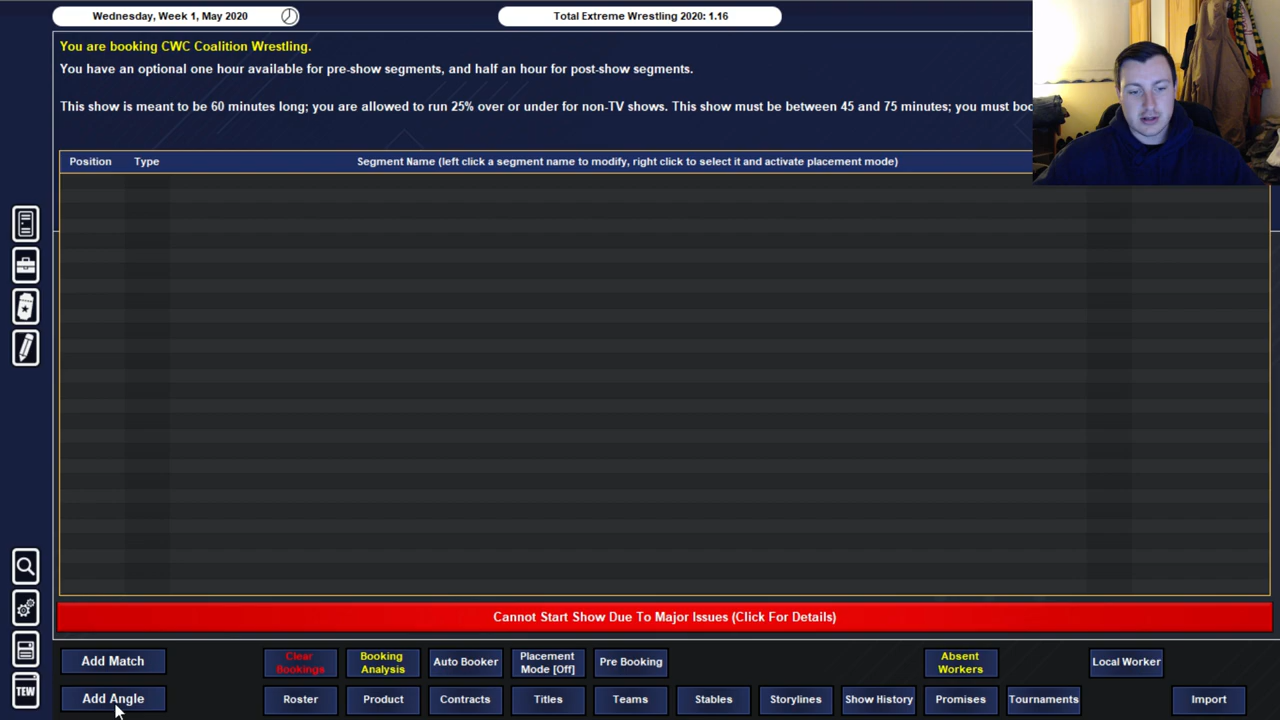 Wednesday, Week 1, May 2020
Total Extreme Wrestling 2020: 1.16
You are booking CWC Coalition Wrestling.
You have an optional one hour available for pre-show segments, and half an hour for post-show segments.
This show is meant to be 60 minutes long; you are allowed to run 25% over or under for non-TV shows. This show must be between 45 and 75 minutes; you must
Position Type Segment Name (left click a segment name to modify, right click to select it and activate placement mode)
Cannot Start Show Due To Major Issues (Click For Details)
Add Match
Clear Bookings
Booking Analysis
Auto Booker
Placement Mode [Off]
Pre Booking
Absent Workers
Local Worker
TEW
Add Angle
Roster
Product
Contracts
Titles
Teams
Stables
Storylines
Show History
Promises
Tournaments
Import